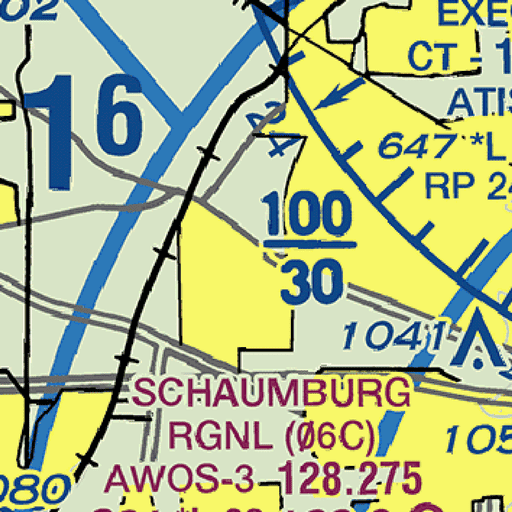 EXEC
CT - 1
ATIS
16
24
647 *L
RP 24
100
30
1041
SCHAUMBURG
RGNL (Ø6C)
105
AWOS-3 128.275
080